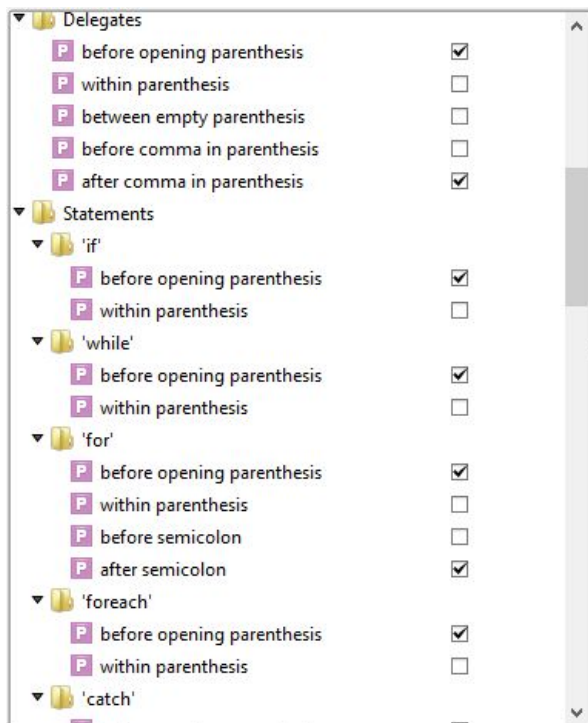 Delegates
P before opening parenthesis
P within parenthesis
P between empty parenthesis
P before comma in parenthesis
P after comma in parenthesis
Statements
'if'
P before opening parenthesis
P within parenthesis
'while'
P before opening parenthesis
P within parenthesis
'for'
P before opening parenthesis
P within parenthesis
P before semicolon
P after semicolon
'foreach'
P before opening parenthesis
P within parenthesis
'catch'